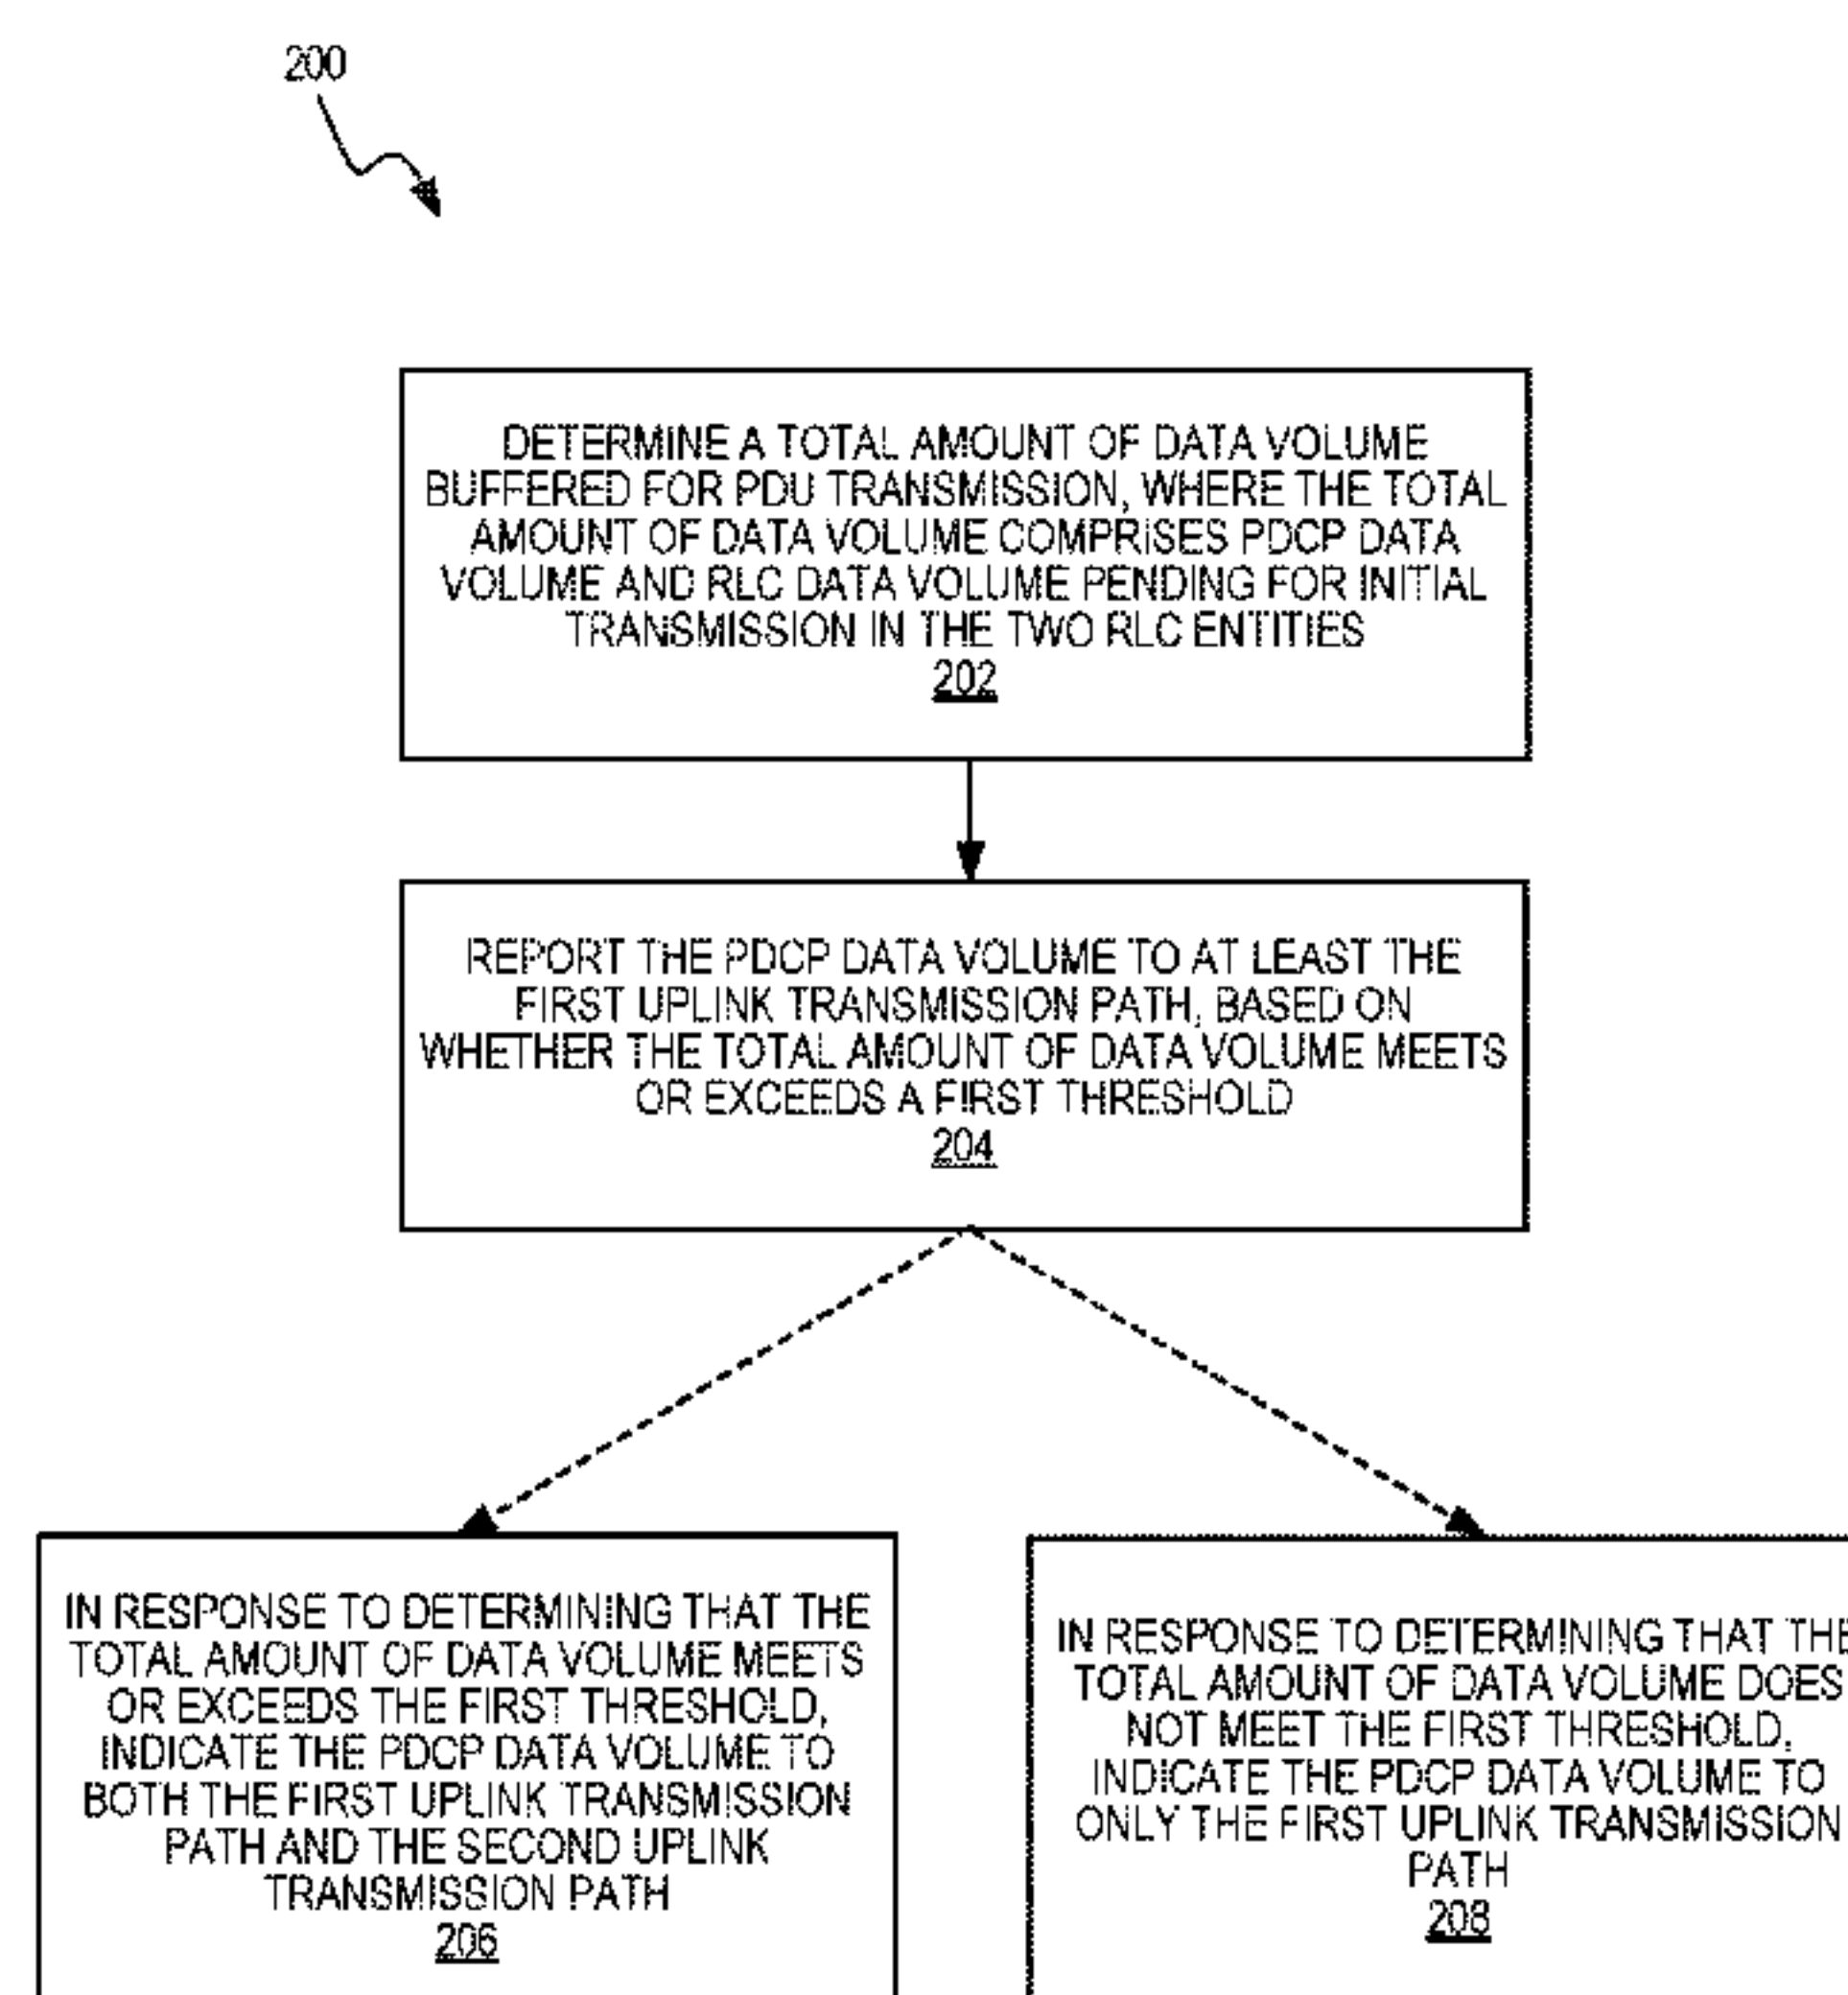 200
DETERMINE A TOTAL AMOUNT OF DATA VOLUME
BUFFERED FOR PDU TRANSMISSION, WHERE THE TOTAL
AMOUNT OF DATA VOLUME COMPRISES PDCP DATA
VOLUME AND RLC DATA VOLUME PENDING FOR INITIAL
TRANSMISSION IN THE TWO RLC ENTITIES
202
REPORT THE PDCP DATA VOLUME TO AT LEAST THE
FIRST UPLINK TRANSMISSION PATH, BASED ON
WHETHER THE TOTAL AMOUNT OF DATA VOLUME MEETS
OR EXCEEDS A FIRST THRESHOLD
204
IN RESPONSE TO DETERMINING THAT THE
TOTAL AMOUNT OF DATA VOLUME MEETS
OR EXCEEDS THE FIRST THRESHOLD,
INDICATE THE PDCP DATA VOLUME TO
BOTH THE FIRST UPLINK TRANSMISSION
PATH AND THE SECOND UPLINK
TRANSMISSION PATH
206
IN RESPONSE TO DETERMINING THAT THE
TOTAL AMOUNT OF DATA VOLUME DOES
NOT MEET THE FIRST THRESHOLD,
INDICATE THE PDCP DATA VOLUME TO
ONLY THE FIRST UPLINK TRANSMISSION
PATH
208